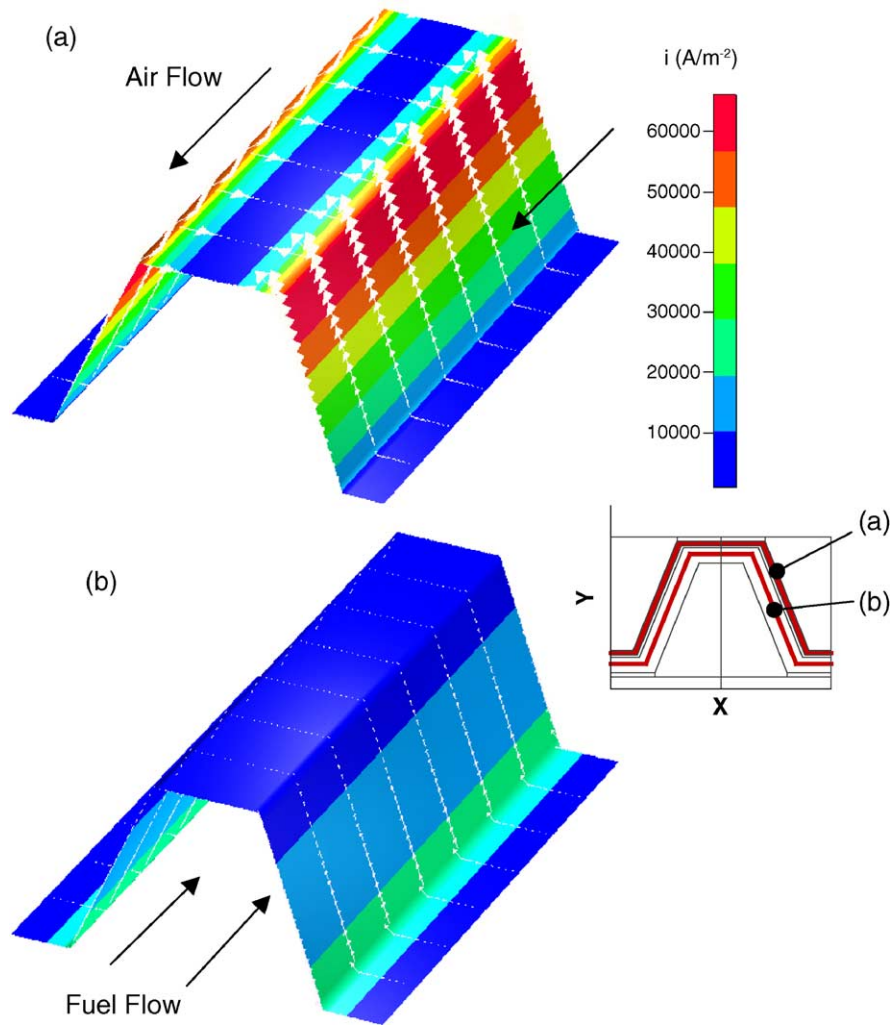 (a)
Air Flow
i (A/m⁻²)
60000
50000
40000
30000
20000
10000
(a)
(b)
Y
X
(b)
Fuel Flow